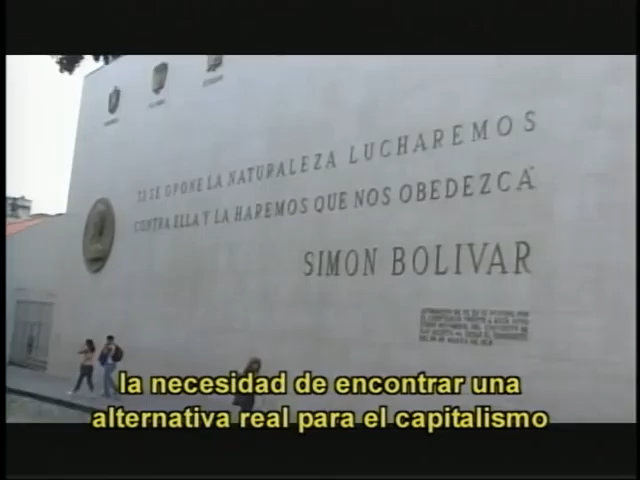 "SI SE OPONE LA NATURALEZA LUCHAREMOS
CONTRA ELLA Y LA HAREMOS QUE NOS OBEDEZCA"
SIMON BOLIVAR
la necesidad de encontrar una
alternativa real para el capitalismo